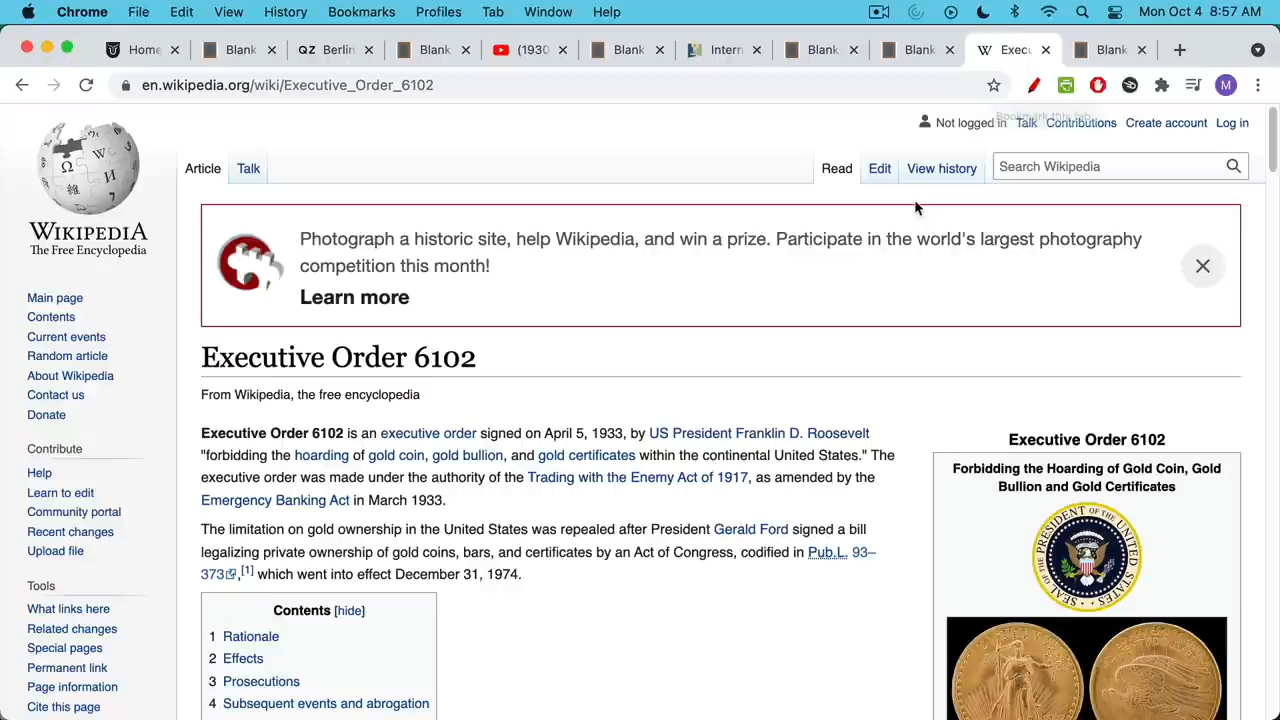 Chrome File Edit View History Bookmarks Profiles Tab Window Help Mon Oct 4 8:57 AM
Home Blank QZ Berlin Blank (1930 Blank Intern Blank Blank W Execu Blank
en.wikipedia.org/wiki/Executive_Order_6102
Bookmark this tab
Not logged in Talk Contributions Create account Log in
Article Talk Read Edit View history Search Wikipedia
WIKIPEDIA
The Free Encyclopedia
Main page
Contents
Current events
Random article
About Wikipedia
Contact us
Donate
Contribute
Help
Learn to edit
Community portal
Recent changes
Upload file
Tools
What links here
Related changes
Special pages
Permanent link
Page information
Cite this page
Photograph a historic site, help Wikipedia, and win a prize. Participate in the world's largest photography
competition this month!
Learn more
Executive Order 6102
From Wikipedia, the free encyclopedia
Executive Order 6102 is an executive order signed on April 5, 1933, by US President Franklin D. Roosevelt
"forbidding the hoarding of gold coin, gold bullion, and gold certificates within the continental United States." The
executive order was made under the authority of the Trading with the Enemy Act of 1917, as amended by the
Emergency Banking Act in March 1933.
The limitation on gold ownership in the United States was repealed after President Gerald Ford signed a bill
legalizing private ownership of gold coins, bars, and certificates by an Act of Congress, codified in Pub.L. 93–
373,[1] which went into effect December 31, 1974.
Contents [hide]
1 Rationale
2 Effects
3 Prosecutions
4 Subsequent events and abrogation
Executive Order 6102
Forbidding the Hoarding of Gold Coin, Gold
Bullion and Gold Certificates
SEAL OF THE PRESIDENT OF THE UNITED STATES